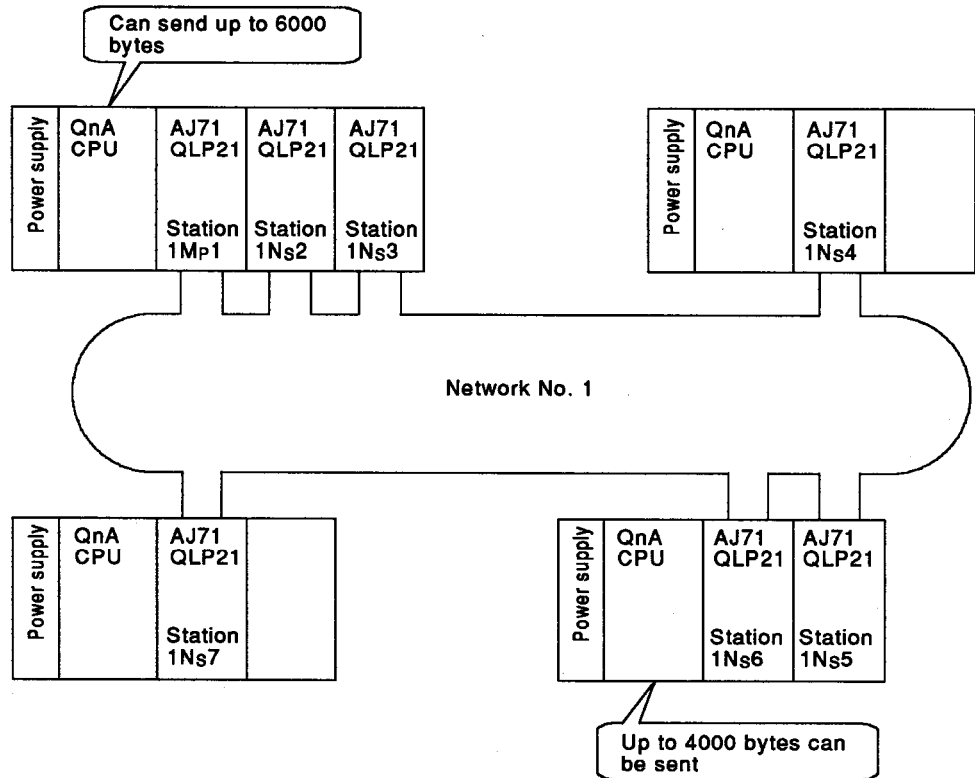 Can send up to 6000
bytes
Power supply
QnA
CPU
AJ71
QLP21
Station
1MP1
AJ71
QLP21
Station
1NS2
AJ71
QLP21
Station
1NS3
Power supply
QnA
CPU
AJ71
QLP21
Station
1NS4
Network No. 1
Power supply
QnA
CPU
AJ71
QLP21
Station
1NS7
Power supply
QnA
CPU
AJ71
QLP21
Station
1NS6
AJ71
QLP21
Station
1NS5
Up to 4000 bytes can
be sent